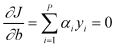 ∂J/∂b = ∑_{i=1}^{P} α_i y_i = 0